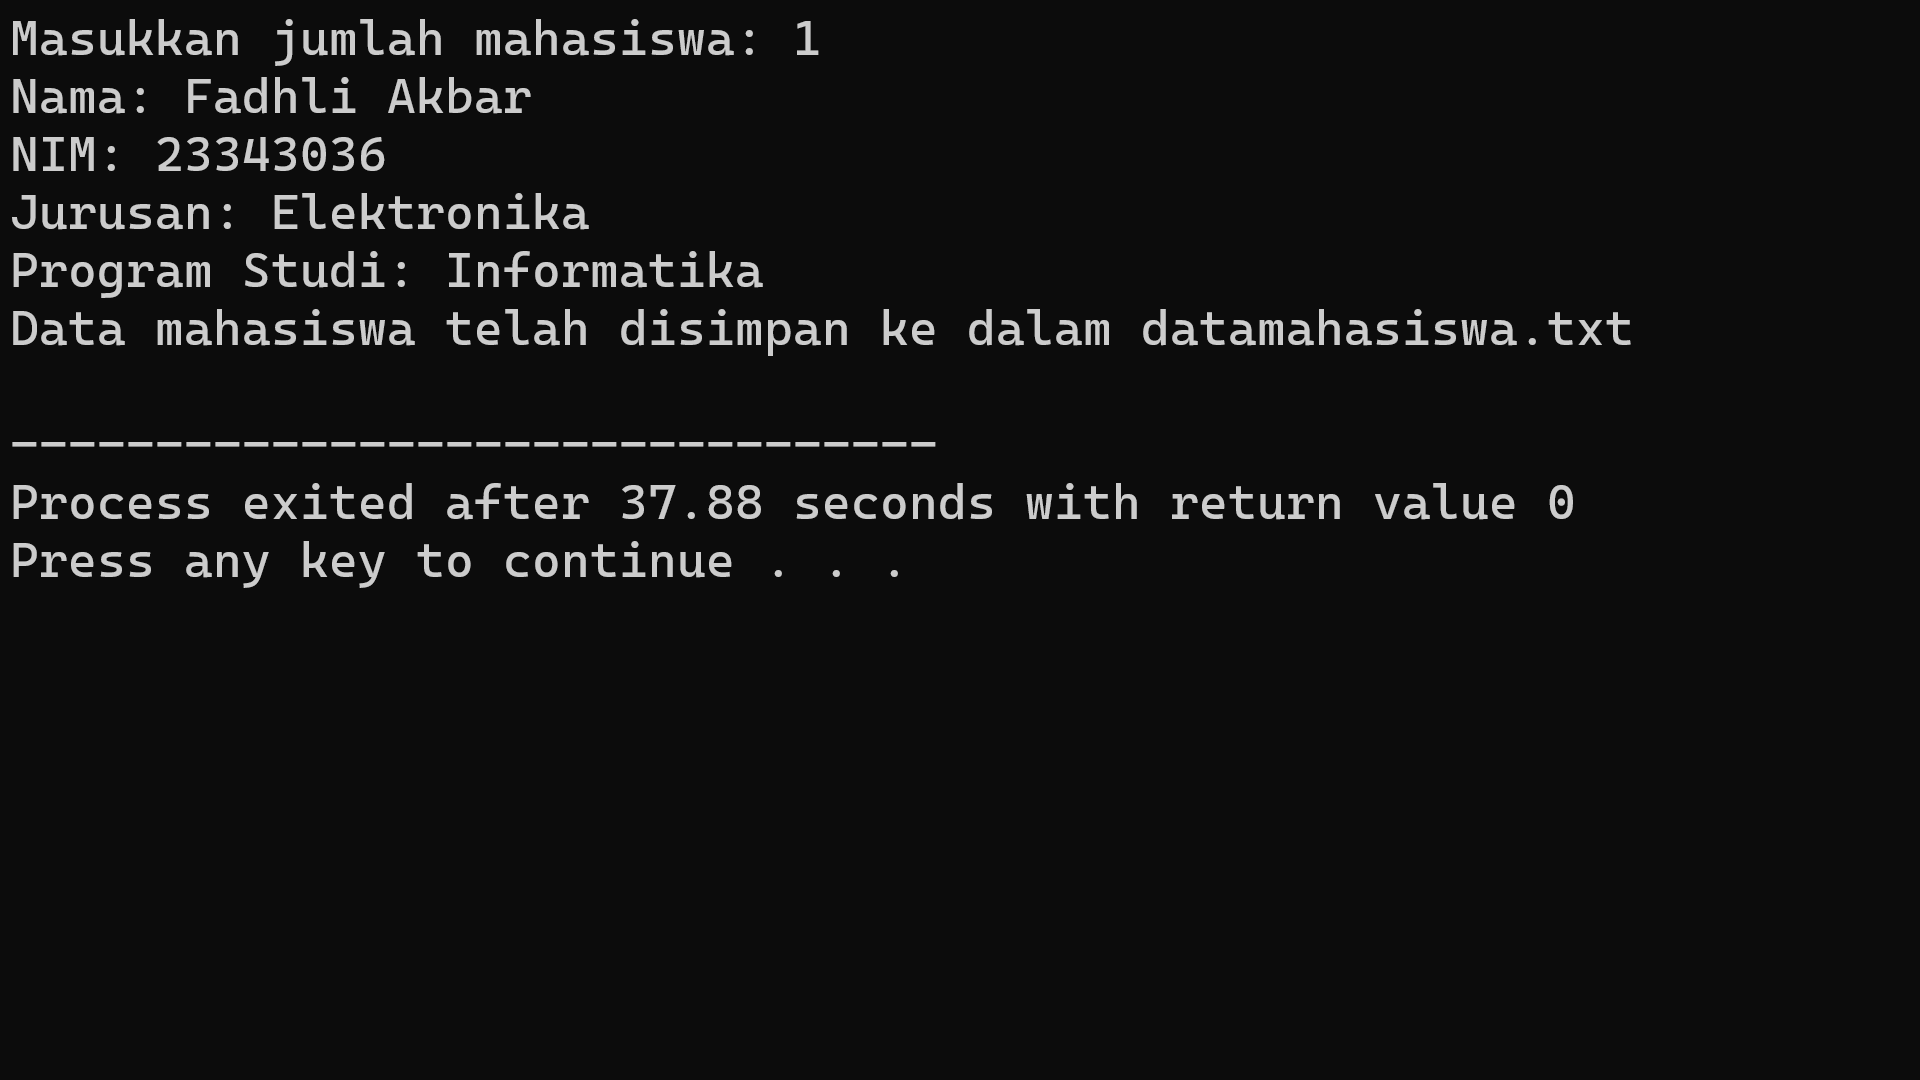 Masukkan jumlah mahasiswa: 1
Nama: Fadhli Akbar
NIM: 23343036
Jurusan: Elektronika
Program Studi: Informatika
Data mahasiswa telah disimpan ke dalam datamahasiswa.txt
--------------------------------
Process exited after 37.88 seconds with return value 0
Press any key to continue . . .